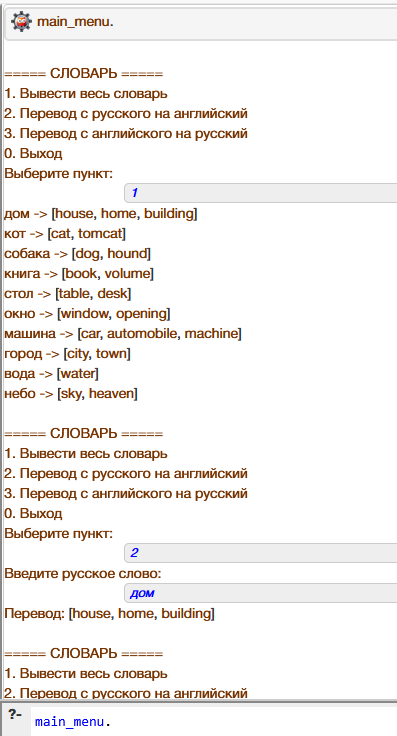 main_menu.
===== СЛОВАРЬ =====
1. Вывести весь словарь
2. Перевод с русского на английский
3. Перевод с английского на русский
0. Выход
Выберите пункт:
1
дом -> [house, home, building]
кот -> [cat, tomcat]
собака -> [dog, hound]
книга -> [book, volume]
стол -> [table, desk]
окно -> [window, opening]
машина -> [car, automobile, machine]
город -> [city, town]
вода -> [water]
небо -> [sky, heaven]
===== СЛОВАРЬ =====
1. Вывести весь словарь
2. Перевод с русского на английский
3. Перевод с английского на русский
0. Выход
Выберите пункт:
2
Введите русское слово:
дом
Перевод: [house, home, building]
===== СЛОВАРЬ =====
1. Вывести весь словарь
2. Перевод с русского на английский
?- main_menu.